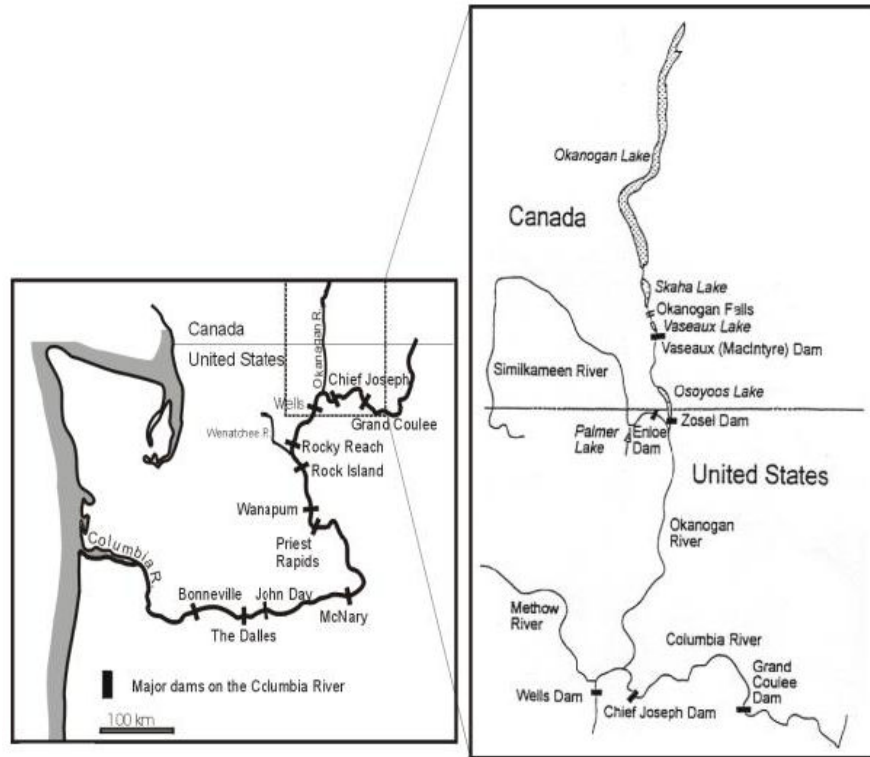 Canada
United States
Okanagan R.
Chief Joseph
Wells
Grand Coulee
Wenatchee R.
Rocky Reach
Rock Island
Wanapum
Priest
Rapids
Columbia R.
Bonneville
John Day
McNary
The Dalles
Major dams on the Columbia River
100 km
Okanogan Lake
Canada
Skaha Lake
Okanogan Falls
Vaseaux Lake
Vaseaux (MacIntyre) Dam
Similkameen River
Osoyoos Lake
Zosel Dam
Palmer
Lake
Enloe
Dam
United States
Okanogan
River
Methow
River
Columbia River
Grand
Coulee
Dam
Wells Dam
Chief Joseph Dam